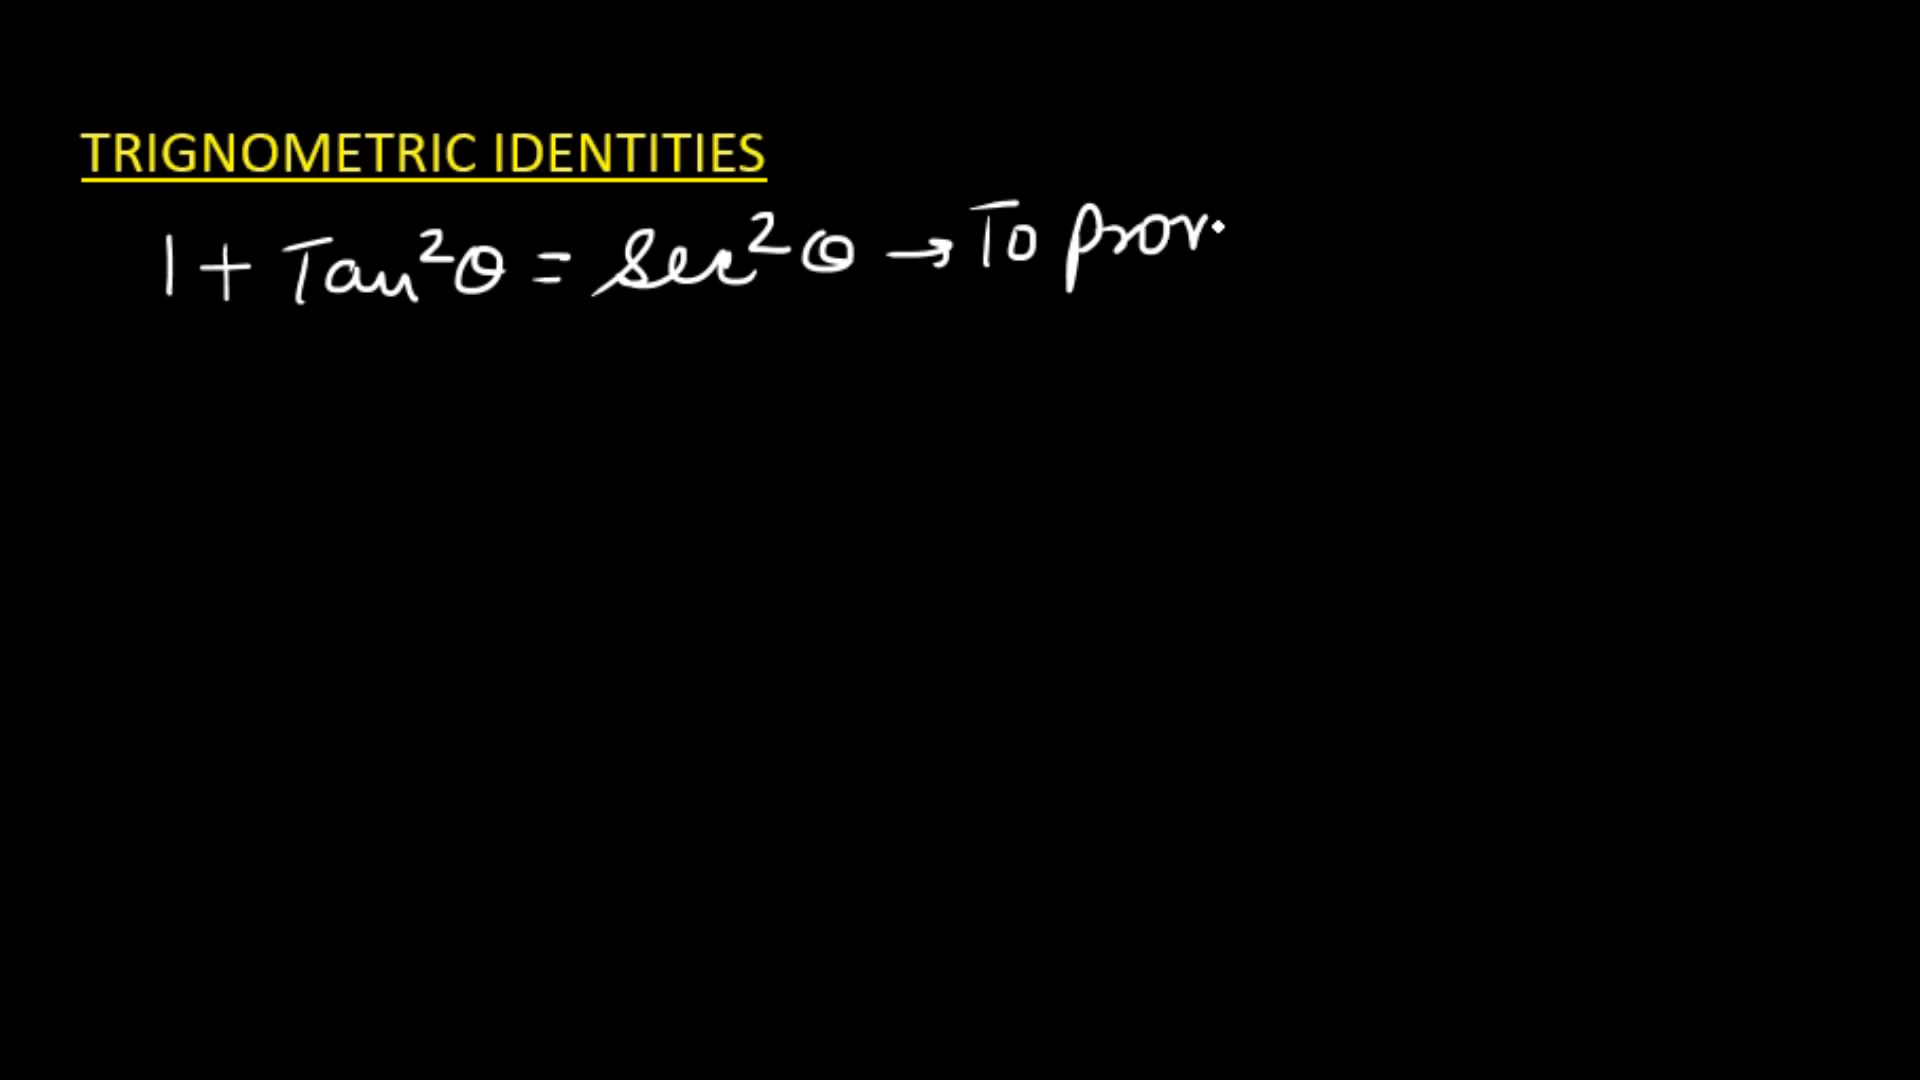 TRIGNOMETRIC IDENTITIES
1 + Tan²θ = Sec²θ → To prov